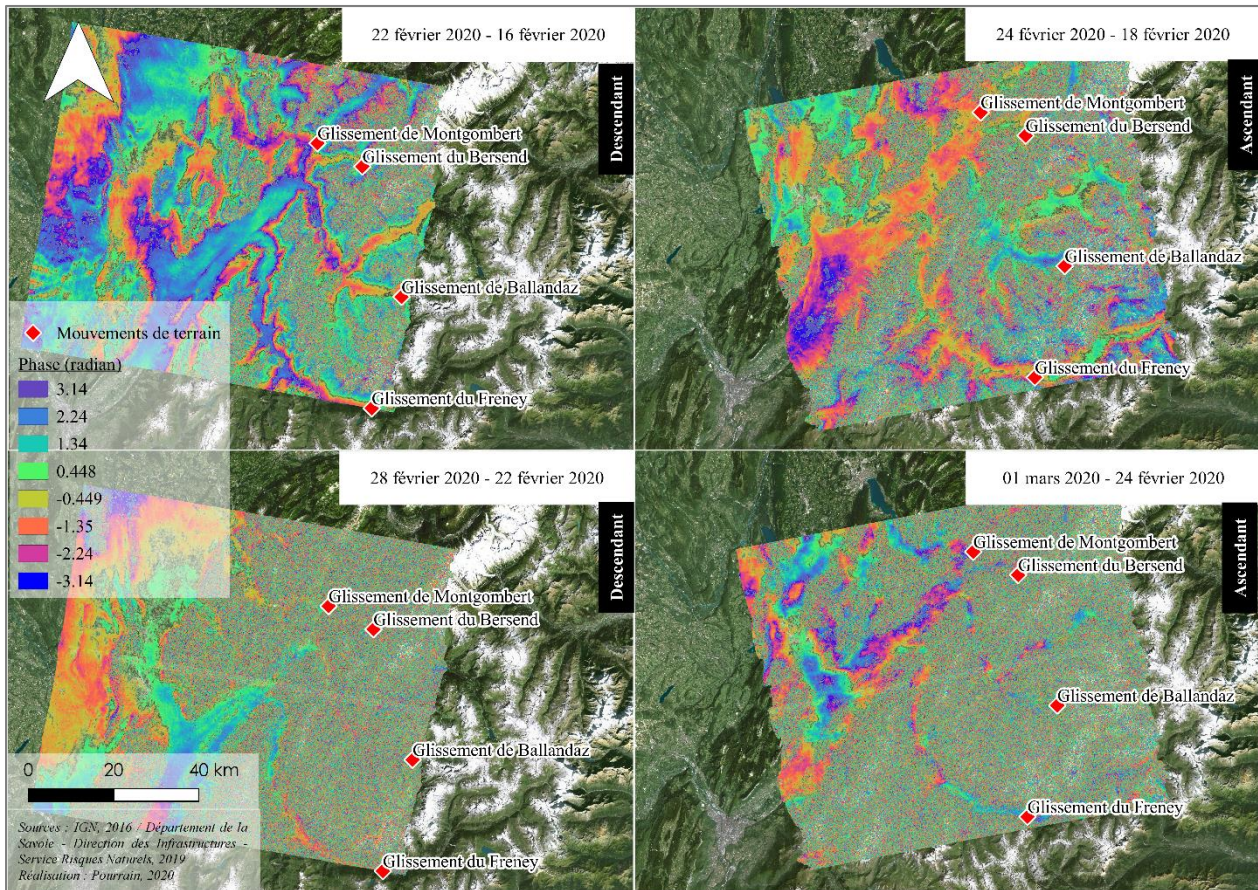 22 février 2020 - 16 février 2020
Descendant
Glissement de Montgombert
Glissement du Bersend
Glissement de Ballandaz
Glissement du Freney
24 février 2020 - 18 février 2020
Ascendant
Glissement de Montgombert
Glissement du Bersend
Glissement de Ballandaz
Glissement du Freney
Mouvements de terrain
Phase (radian)
3.14
2.24
1.34
0.448
-0.449
-1.35
-2.24
-3.14
28 février 2020 - 22 février 2020
Descendant
Glissement de Montgombert
Glissement du Bersend
Glissement de Ballandaz
Glissement du Freney
01 mars 2020 - 24 février 2020
Ascendant
Glissement de Montgombert
Glissement du Bersend
Glissement de Ballandaz
Glissement du Freney
0 20 40 km
Sources : IGN, 2016 / Département de la
Savoie - Direction des Infrastructures -
Service Risques Naturels, 2019
Réalisation : Pourrain, 2020